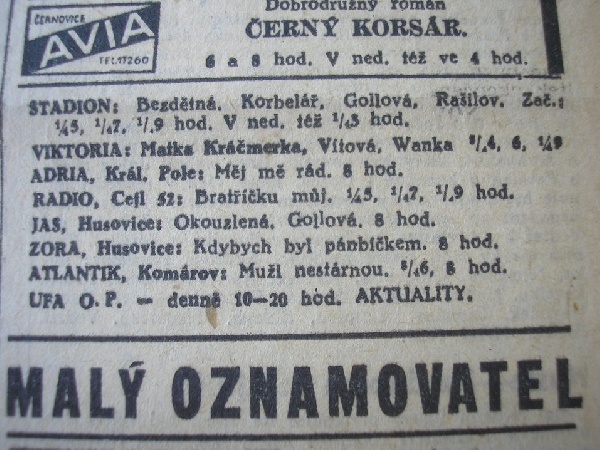 Dobrodružný román
ČERNOVICE
AVIA
TEL.17260
ČERNÝ KORSÁR.
6 a 8 hod. V ned. též ve 4 hod.
STADION: Bezdětná. Korbelář, Gollová, Rašilov. Zač.:
¼5, ¼7, ¼9 hod. V ned. též ¼3 hod.
VIKTORIA: Matka Kráčmerka, Vítová, Wanka ¾4, 6, ¼9
ADRIA, Král. Pole: Měj mě rád. 8 hod.
RADIO, Cejl 52: Bratříčku můj. ¼5, ¼7, ¼9 hod.
JAS, Husovice: Okouzlená. Gollová. 8 hod.
ZORA, Husovice: Kdybych byl pánbíčkem. 8 hod.
ATLANTIK, Komárov: Muži nestárnou. ¾6, 8 hod.
UFA O. P. — denně 10—20 hod. AKTUALITY.
MALÝ OZNAMOVATEL